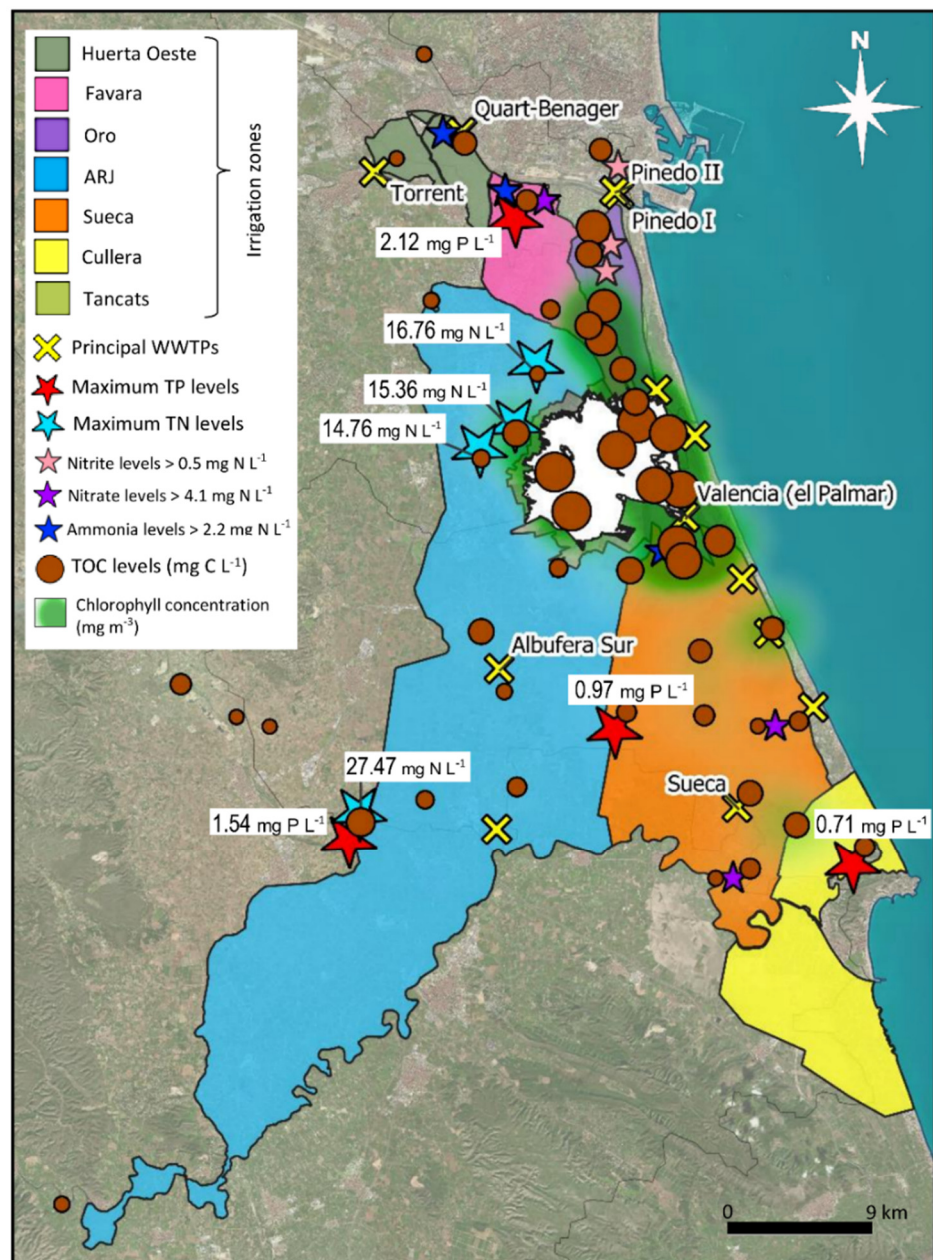 Huerta Oeste
Favara
Oro
ARJ
Sueca
Cullera
Tancats
Irrigation zones
Principal WWTPs
Maximum TP levels
Maximum TN levels
Nitrite levels > 0.5 mg N L⁻¹
Nitrate levels > 4.1 mg N L⁻¹
Ammonia levels > 2.2 mg N L⁻¹
TOC levels (mg C L⁻¹)
Chlorophyll concentration
(mg m⁻³)
N
Quart-Benager
Pinedo II
Torrent
Pinedo I
2.12 mg P L⁻¹
16.76 mg N L⁻¹
15.36 mg N L⁻¹
14.76 mg N L⁻¹
Valencia (el Palmar)
Albufera Sur
0.97 mg P L⁻¹
27.47 mg N L⁻¹
Sueca
1.54 mg P L⁻¹
0.71 mg P L⁻¹
0 9 km